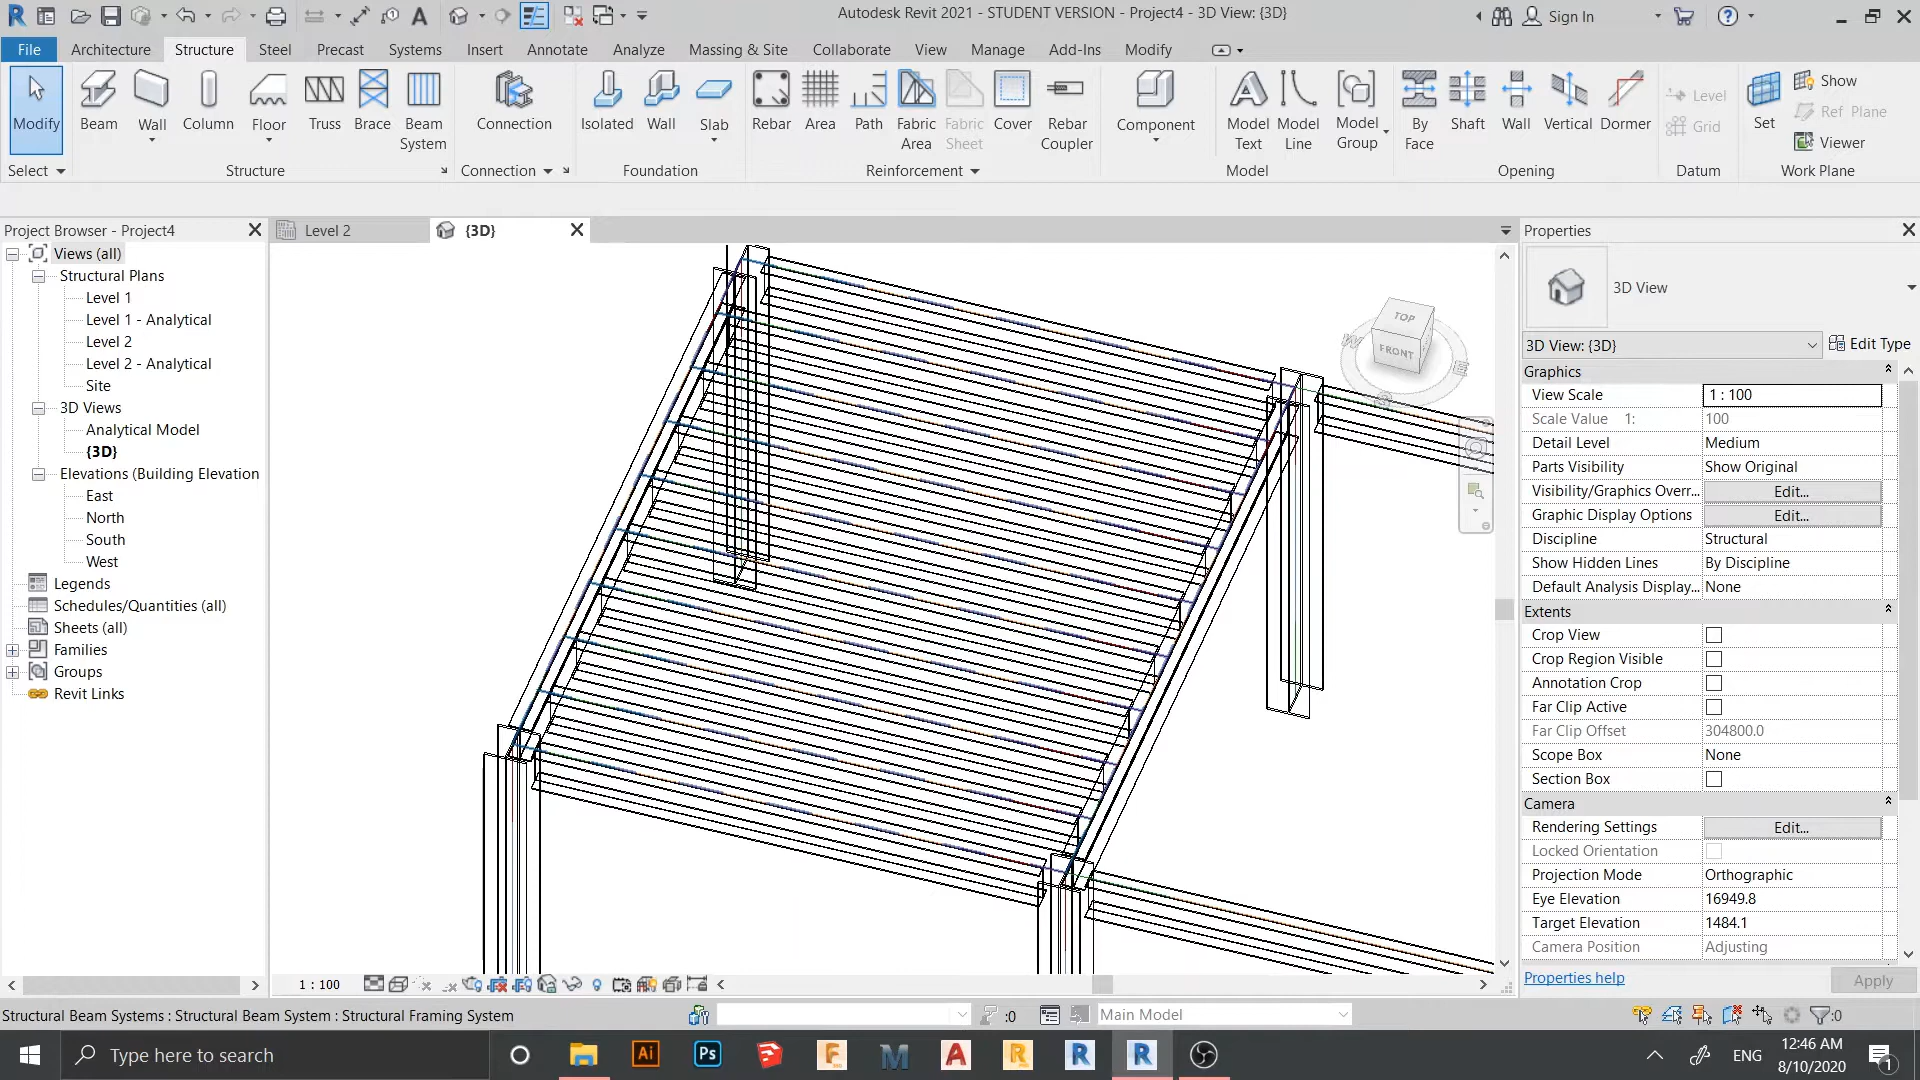 Autodesk Revit 2021 - STUDENT VERSION - Project4 - 3D View: {3D}
Sign In
File Architecture Structure Steel Precast Systems Insert Annotate Analyze Massing & Site Collaborate View Manage Add-Ins Modify
Modify
Beam
Wall
Column
Floor
Truss
Brace
Beam
System
Connection
Isolated
Wall
Slab
Rebar
Area
Path
Fabric
Area
Fabric
Sheet
Cover
Rebar
Coupler
Component
Model
Text
Model
Line
Model
Group
By
Face
Shaft
Wall
Vertical
Dormer
Level
Grid
Set
Show
Ref Plane
Viewer
Select
Structure
Connection
Foundation
Reinforcement
Model
Opening
Datum
Work Plane
Project Browser - Project4
Views (all)
Structural Plans
Level 1
Level 1 - Analytical
Level 2
Level 2 - Analytical
Site
3D Views
Analytical Model
{3D}
Elevations (Building Elevation
East
North
South
West
Legends
Schedules/Quantities (all)
Sheets (all)
Families
Groups
Revit Links
Level 2
{3D}
TOP
FRONT
W
E
Properties
3D View
3D View: {3D}
Edit Type
Graphics
View Scale 1 : 100
Scale Value 1: 100
Detail Level Medium
Parts Visibility Show Original
Visibility/Graphics Overr... Edit...
Graphic Display Options Edit...
Discipline Structural
Show Hidden Lines By Discipline
Default Analysis Display... None
Extents
Crop View
Crop Region Visible
Annotation Crop
Far Clip Active
Far Clip Offset 304800.0
Scope Box None
Section Box
Camera
Rendering Settings Edit...
Locked Orientation
Projection Mode Orthographic
Eye Elevation 16949.8
Target Elevation 1484.1
Camera Position Adjusting
Properties help
Apply
1 : 100
Structural Beam Systems : Structural Beam System : Structural Framing System
:0
Main Model
:0
Type here to search
Ai
Ps
ENG
12:46 AM
8/10/2020
1